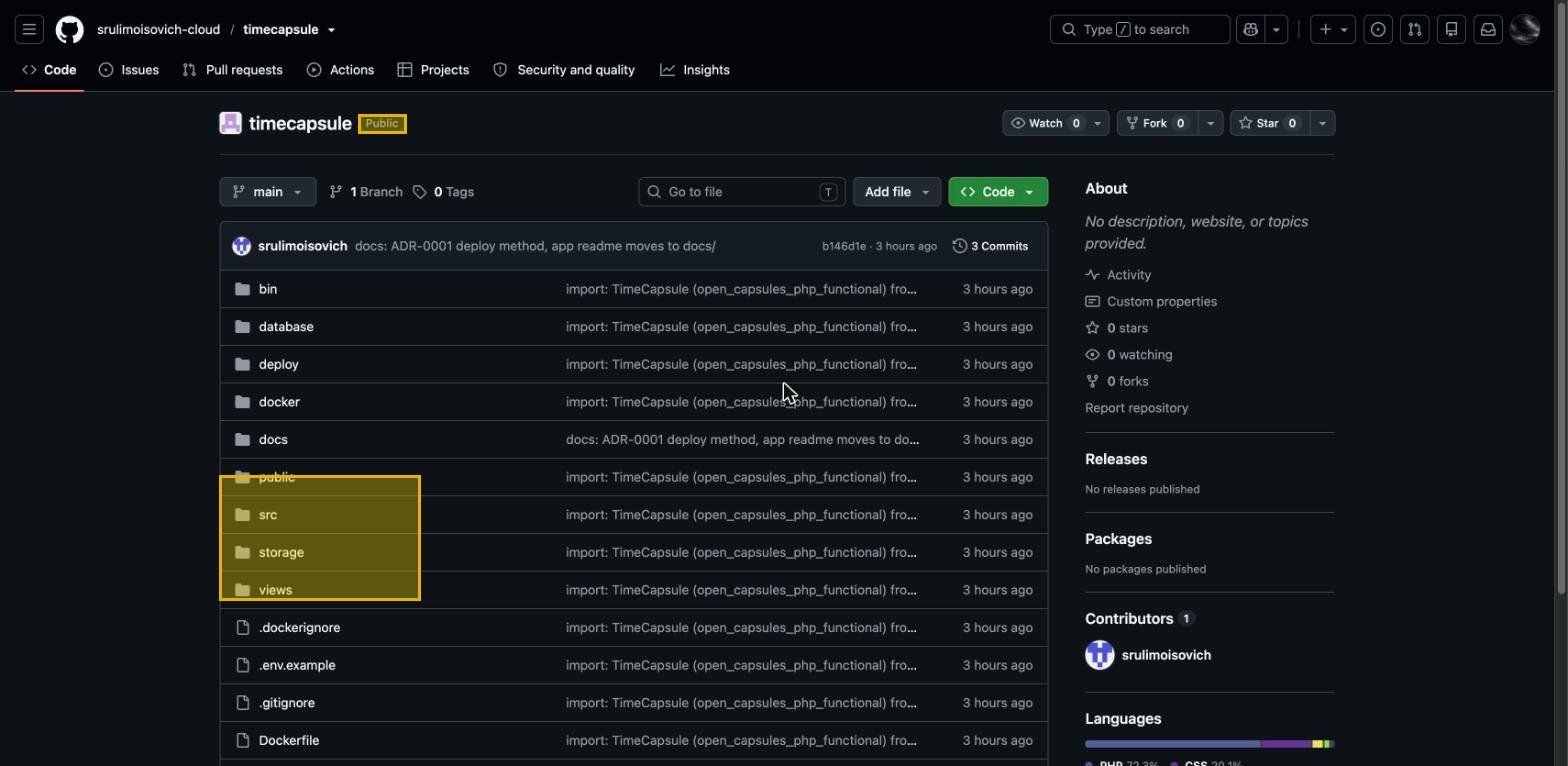 srulimoisovich-cloud / timecapsule
Type / to search
Code
Issues
Pull requests
Actions
Projects
Security and quality
Insights
timecapsule Public
Watch 0
Fork 0
Star 0
main
1 Branch
0 Tags
Go to file T
Add file
Code
srulimoisovich docs: ADR-0001 deploy method, app readme moves to docs/ b146d1e · 3 hours ago 3 Commits
bin import: TimeCapsule (open_capsules_php_functional) fro... 3 hours ago
database import: TimeCapsule (open_capsules_php_functional) fro... 3 hours ago
deploy import: TimeCapsule (open_capsules_php_functional) fro... 3 hours ago
docker import: TimeCapsule (open_capsules_php_functional) fro... 3 hours ago
docs docs: ADR-0001 deploy method, app readme moves to do... 3 hours ago
public import: TimeCapsule (open_capsules_php_functional) fro... 3 hours ago
src import: TimeCapsule (open_capsules_php_functional) fro... 3 hours ago
storage import: TimeCapsule (open_capsules_php_functional) fro... 3 hours ago
views import: TimeCapsule (open_capsules_php_functional) fro... 3 hours ago
.dockerignore import: TimeCapsule (open_capsules_php_functional) fro... 3 hours ago
.env.example import: TimeCapsule (open_capsules_php_functional) fro... 3 hours ago
.gitignore import: TimeCapsule (open_capsules_php_functional) fro... 3 hours ago
Dockerfile import: TimeCapsule (open_capsules_php_functional) fro... 3 hours ago
About
No description, website, or topics
provided.
Activity
Custom properties
0 stars
0 watching
0 forks
Report repository
Releases
No releases published
Packages
No packages published
Contributors 1
srulimoisovich
Languages
PHP 72.3% CSS 20.1%